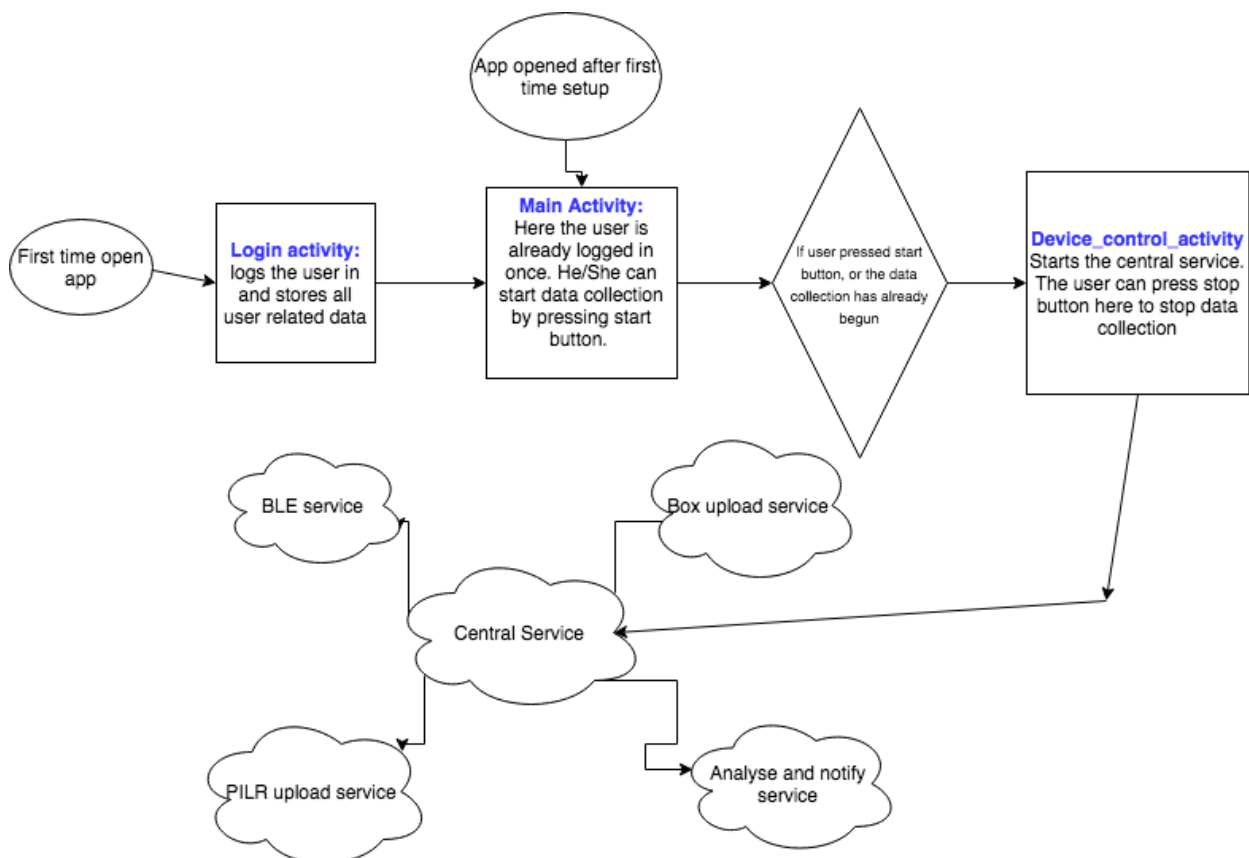 App opened after first
time setup
First time open
app
Login activity:
logs the user in
and stores all
user related data
Main Activity:
Here the user is
already logged in
once. He/She can
start data collection
by pressing start
button.
If user pressed start
button, or the data
collection has already
begun
Device_control_activity
Starts the central service.
The user can press stop
button here to stop data
collection
BLE service
Box upload service
Central Service
PILR upload service
Analyse and notify
service